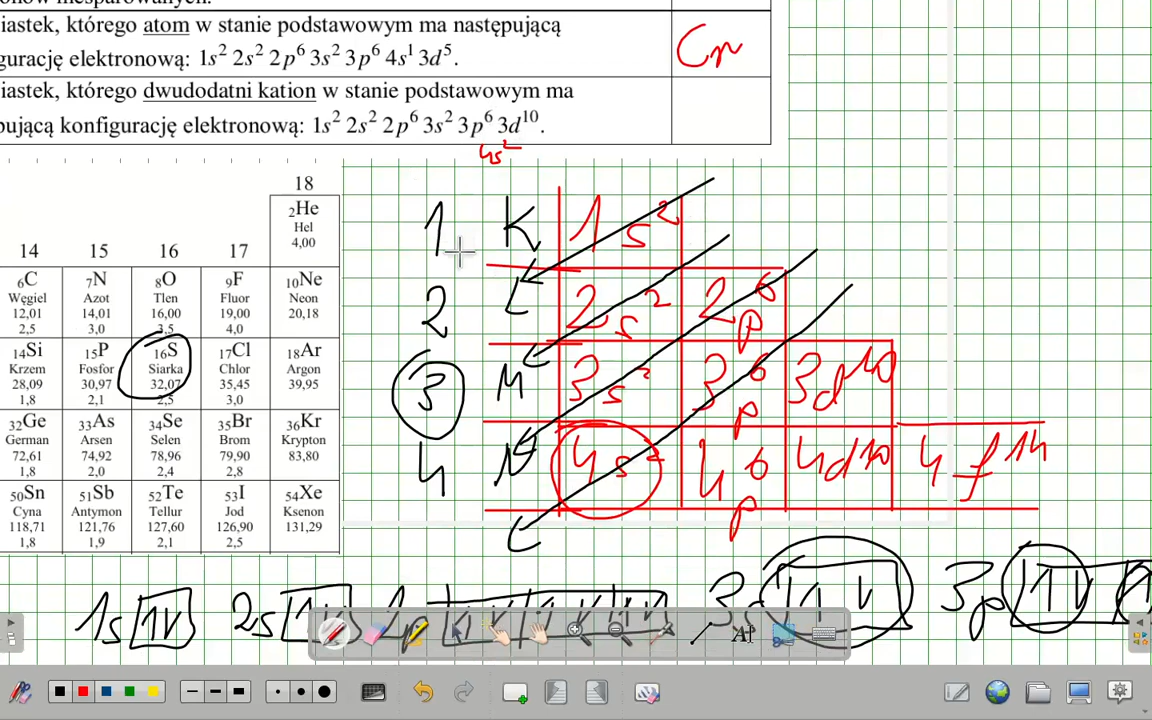 onów niesparowanych.
iastek, którego atom w stanie podstawowym ma następującą
gurację elektronową: 1s² 2s² 2p⁶ 3s² 3p⁶ 4s¹ 3d⁵.
Cr
iastek, którego dwudodatni kation w stanie podstawowym ma
pującą konfigurację elektronową: 1s² 2s² 2p⁶ 3s² 3p⁶ 3d¹⁰.
4s²
18
₂He
Hel
4,00
14 15 16 17
₆C ₇N ₈O ₉F ₁₀Ne
Węgiel Azot Tlen Fluor Neon
12,01 14,01 16,00 19,00 20,18
2,5 3,0 3,5 4,0
₁₄Si ₁₅P ₁₆S ₁₇Cl ₁₈Ar
Krzem Fosfor Siarka Chlor Argon
28,09 30,97 32,07 35,45 39,95
1,8 2,1 2,5 3,0
₃₂Ge ₃₃As ₃₄Se ₃₅Br ₃₆Kr
German Arsen Selen Brom Krypton
72,61 74,92 78,96 79,90 83,80
1,8 2,0 2,4 2,8
₅₀Sn ₅₁Sb ₅₂Te ₅₃I ₅₄Xe
Cyna Antymon Tellur Jod Ksenon
118,71 121,76 127,60 126,90 131,29
1,8 1,9 2,1 2,5
1 K 1s²
2 L 2s² 2p⁶
3 M 3s² 3p⁶ 3d¹⁰
4 N 4s² 4p⁶ 4d¹⁰ 4f¹⁴
1s 2s 3s 3p